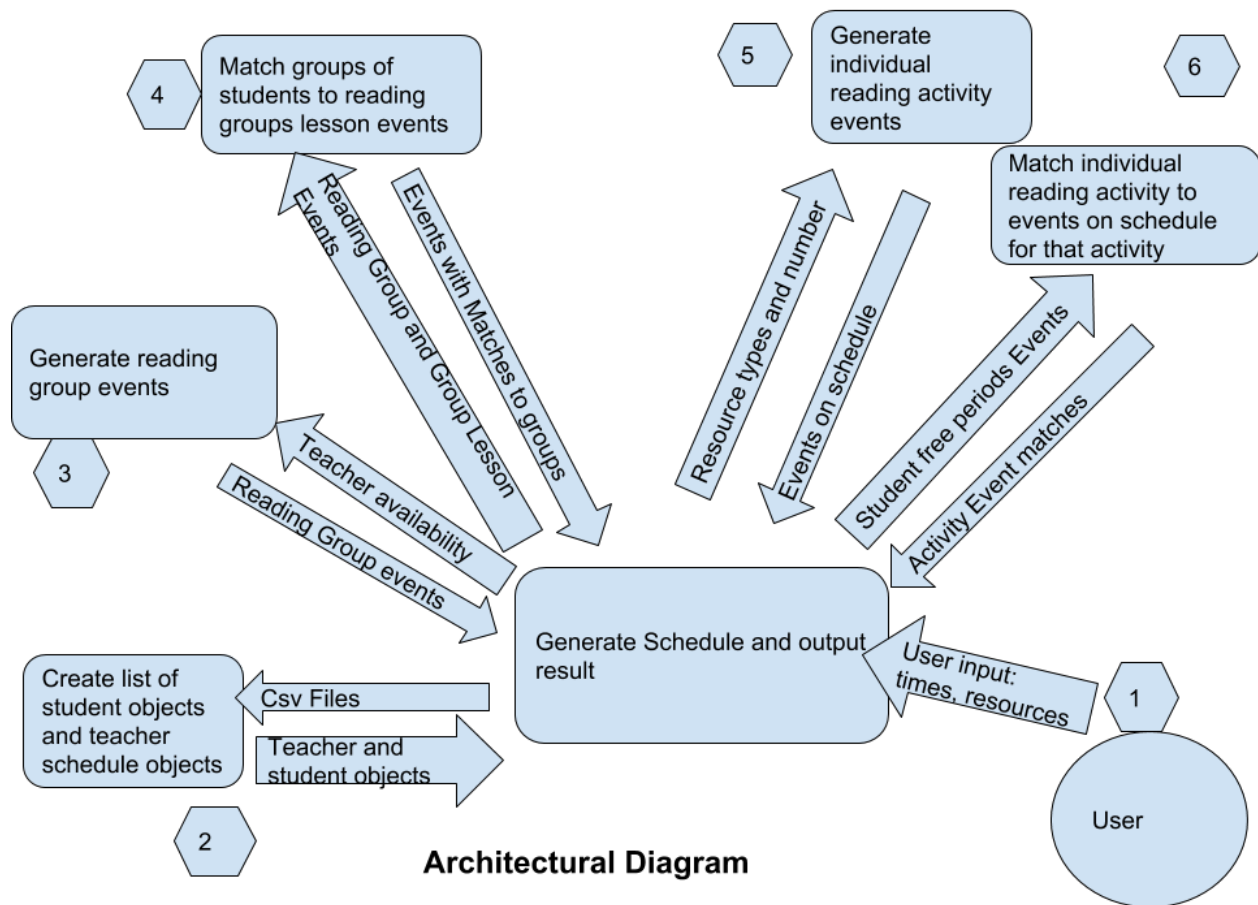 4
Match groups of
students to reading
groups lesson events
5
Generate
individual
reading activity
events
6
Match individual
reading activity to
events on schedule
for that activity
Reading Group and Group Lesson
Events
Events with Matches to groups
Resource types and number
Events on schedule
Student free periods Events
Activity Event matches
Generate reading
group events
3
Teacher availability
Reading Group events
Generate Schedule and output
result
User input:
times, resources
1
Create list of
student objects
and teacher
schedule objects
Csv Files
Teacher and
student objects
2
User
Architectural Diagram